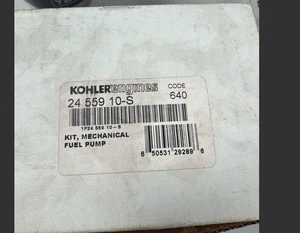 KOHLERengines CODE
24 559 10-S 640
1P24 559 10-S
KIT, MECHANICAL
FUEL PUMP
6 50531 29289 6